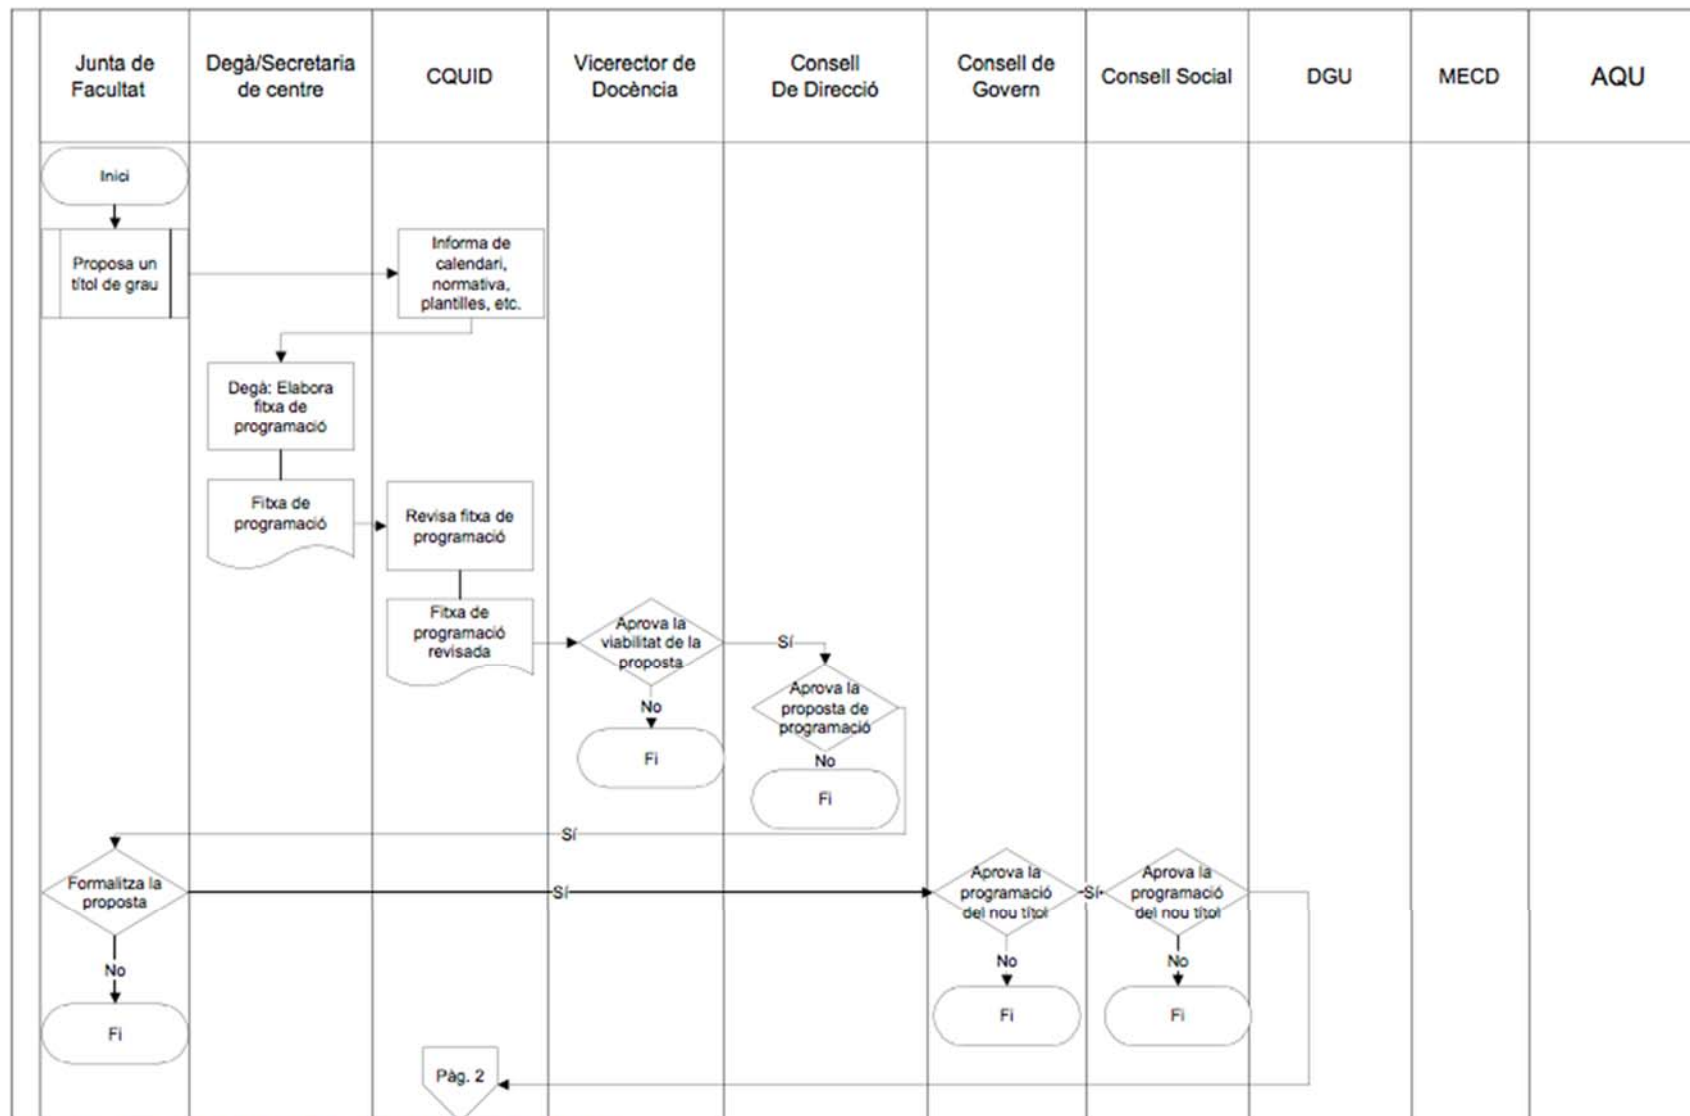 Junta de
Facultat
Degà/Secretaria
de centre
CQUID
Vicerector de
Docència
Consell
De Direcció
Consell de
Govern
Consell Social
DGU
MECD
AQU
Inici
Proposa un
títol de grau
Informa de
calendari,
normativa,
plantilles, etc.
Degà: Elabora
fitxa de
programació
Fitxa de
programació
Revisa fitxa de
programació
Fitxa de
programació
revisada
Aprova la
viabilitat de la
proposta
Sí
No
Fi
Aprova la
proposta de
programació
No
Fi
Sí
Formalitza la
proposta
Sí
No
Fi
Aprova la
programació
del nou títol
Sí
No
Fi
Aprova la
programació
del nou títol
No
Fi
Pàg. 2